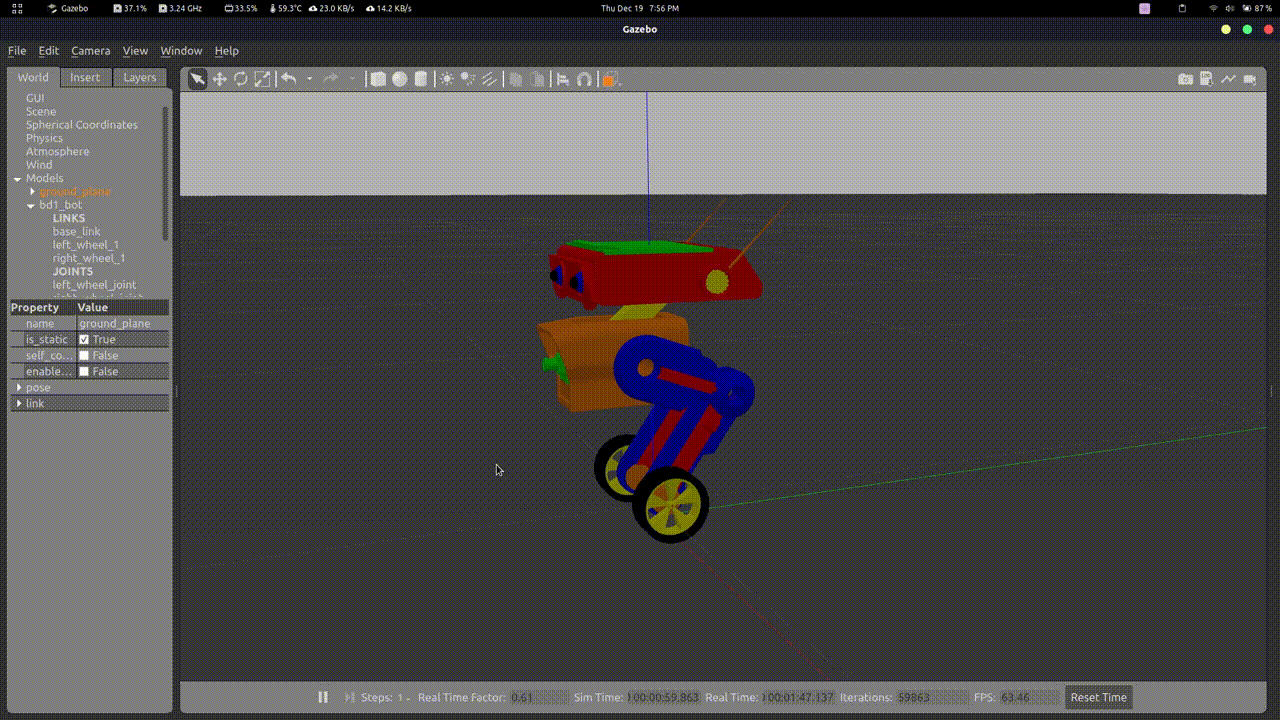 Gazebo 37.1% 3.24 GHz 33.5% 59.3°C 23.0 KB/s 14.2 KB/s Thu Dec 19 7:56 PM 87 %
Gazebo
File Edit Camera View Window Help
World Insert Layers
GUI
Scene
Spherical Coordinates
Physics
Atmosphere
Wind
Models
ground_plane
bd1_bot
LINKS
base_link
left_wheel_1
right_wheel_1
JOINTS
left_wheel_joint
Property Value
name ground_plane
is_static True
self_co... False
enable... False
pose
link
Steps: 1 Real Time Factor: 0.61 Sim Time: 00:00:59.863 Real Time: 00:01:47.137 Iterations: 59863 FPS: 63.46 Reset Time